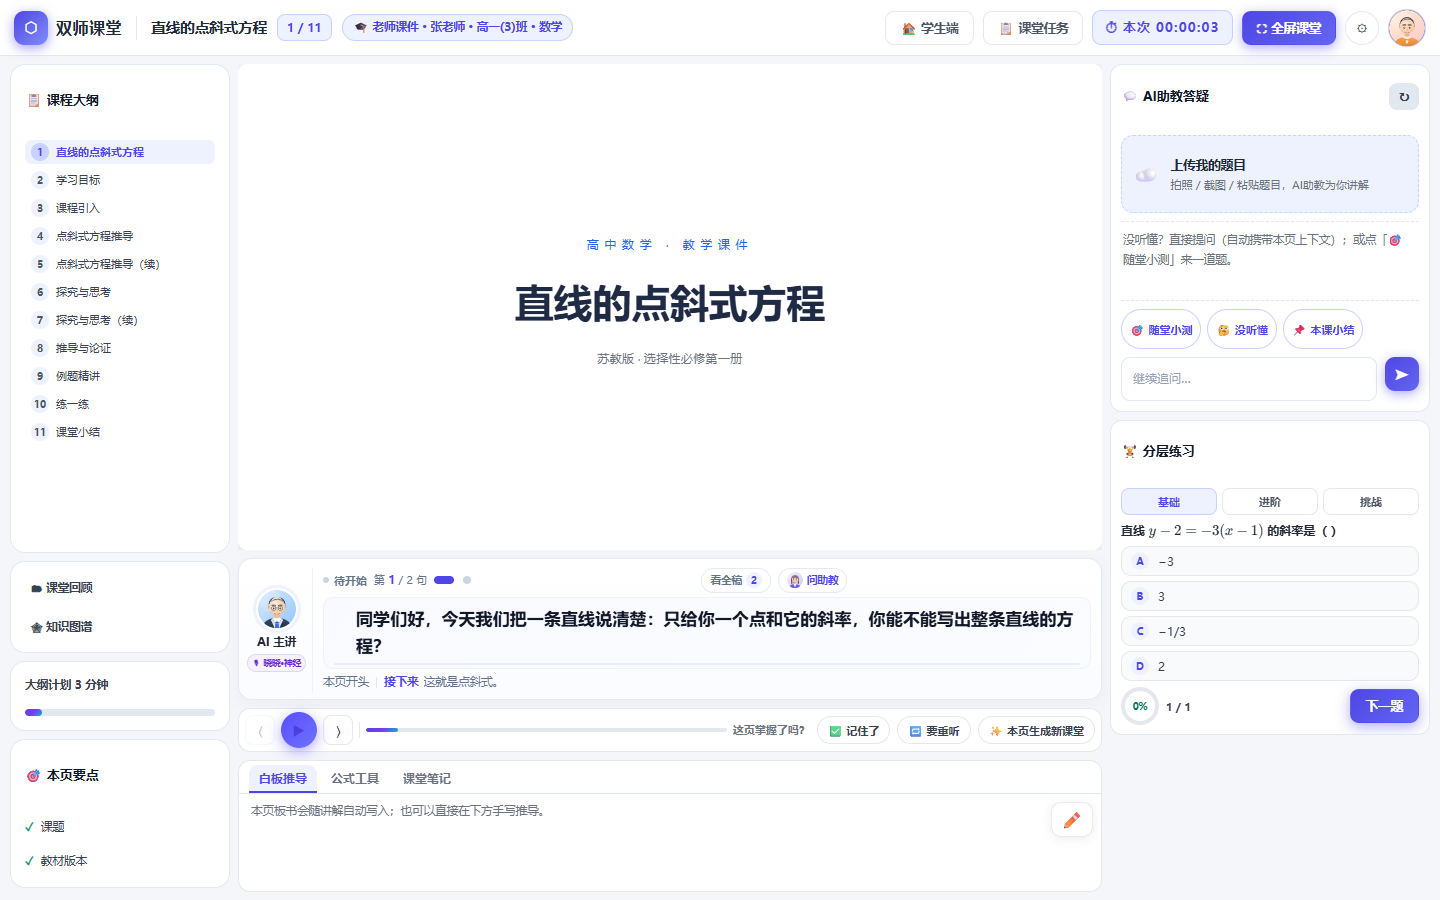 双师课堂
直线的点斜式方程
1 / 11
老师课件 • 张老师 • 高一(3)班 • 数学
学生端
课堂任务
本次 00:00:03
全屏课堂
课程大纲
1 直线的点斜式方程
2 学习目标
3 课程引入
4 点斜式方程推导
5 点斜式方程推导（续）
6 探究与思考
7 探究与思考（续）
8 推导与论证
9 例题精讲
10 练一练
11 课堂小结
课堂回顾
知识图谱
大纲计划 3 分钟
本页要点
✓ 课题
✓ 教材版本
高中数学 · 教学课件
直线的点斜式方程
苏教版 · 选择性必修第一册
AI 主讲
晓晓•神经
待开始 第 1 / 2 句
看全稿 2
问助教
同学们好，今天我们把一条直线说清楚：只给你一个点和它的斜率，你能不能写出整条直线的方
程？
本页开头 接下来 这就是点斜式。
这页掌握了吗？
记住了
要重听
本页生成新课堂
白板推导
公式工具
课堂笔记
本页板书会随讲解自动写入；也可以直接在下方手写推导。
AI助教答疑
上传我的题目
拍照 / 截图 / 粘贴题目，AI助教为你讲解
没听懂？直接提问（自动携带本页上下文）；或点「🎯
随堂小测」来一道题。
随堂小测
没听懂
本课小结
继续追问...
分层练习
基础
进阶
挑战
直线 y − 2 = −3(x − 1) 的斜率是（ ）
A −3
B 3
C −1/3
D 2
0%
1 / 1
下一题